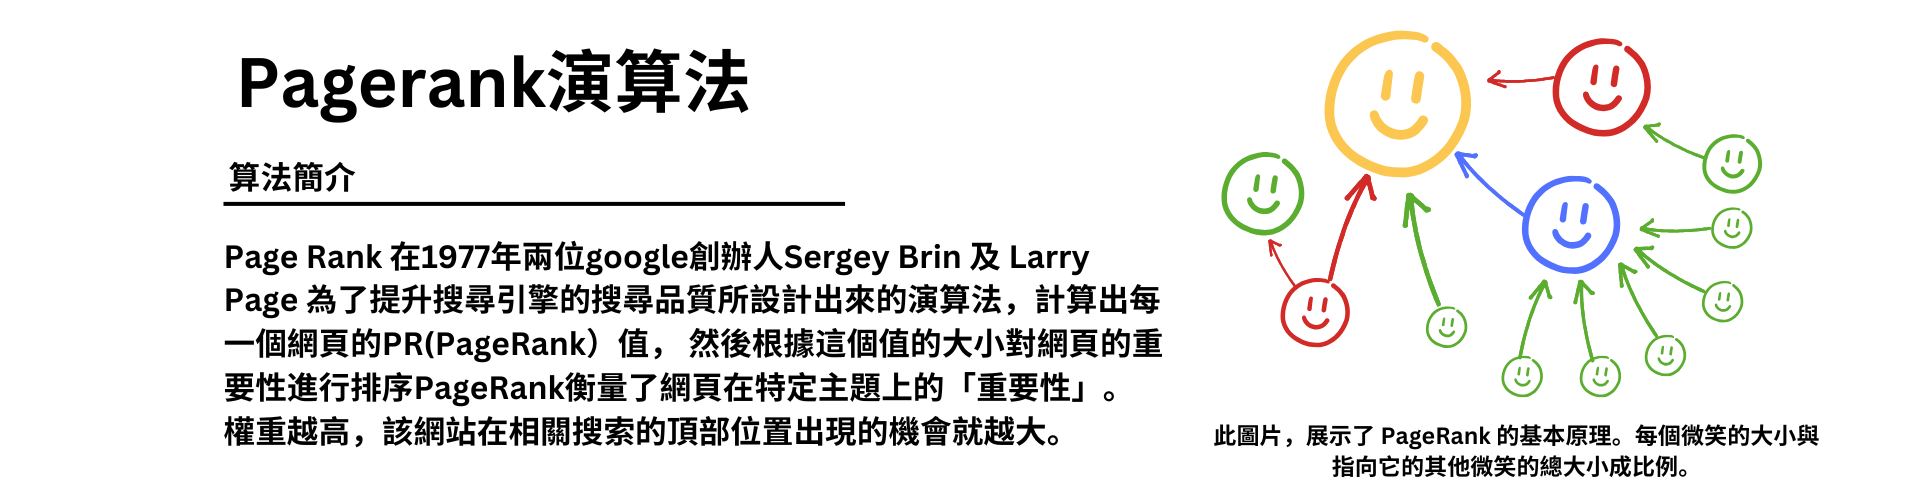 Pagerank演算法
算法簡介
Page Rank 在1977年兩位google創辦人Sergey Brin 及 Larry
Page 為了提升搜尋引擎的搜尋品質所設計出來的演算法，計算出每
一個網頁的PR(PageRank）值， 然後根據這個值的大小對網頁的重
要性進行排序PageRank衡量了網頁在特定主題上的「重要性」。
權重越高，該網站在相關搜索的頂部位置出現的機會就越大。
此圖片，展示了 PageRank 的基本原理。每個微笑的大小與
指向它的其他微笑的總大小成比例。